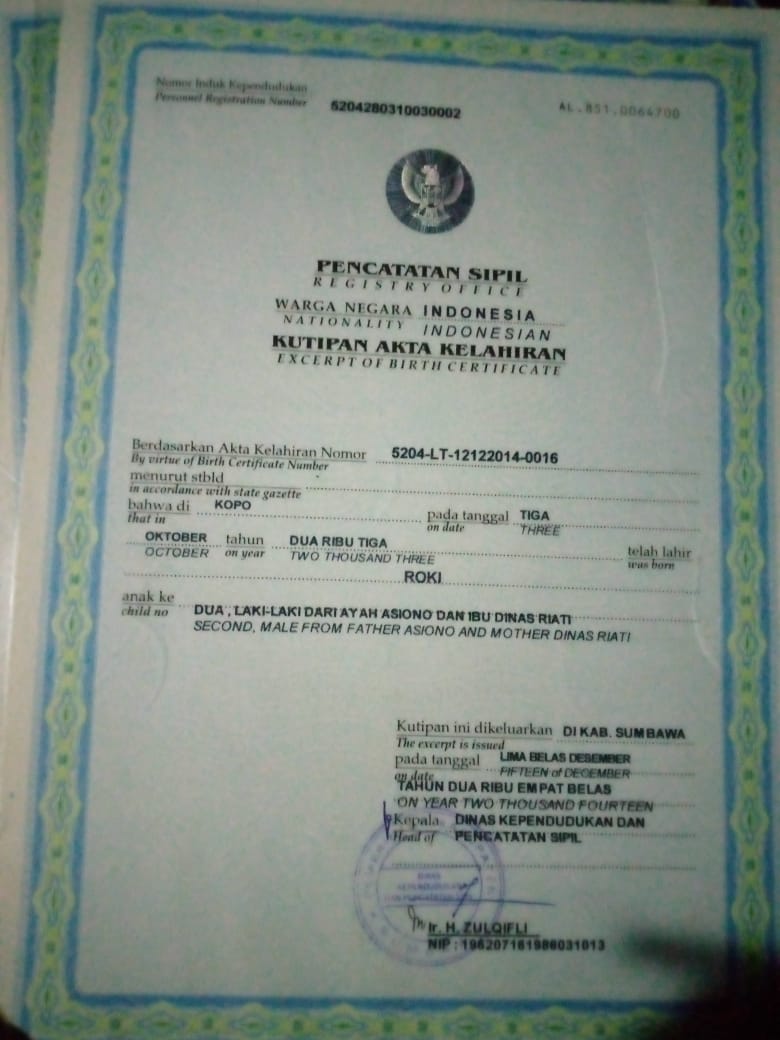 Nomor Induk Kependudukan
Personnel Registration Number 5204280310030002
AL.851.0064700
PENCATATAN SIPIL
REGISTRY OFFICE
WARGA NEGARA INDONESIA
NATIONALITY INDONESIAN
KUTIPAN AKTA KELAHIRAN
EXCERPT OF BIRTH CERTIFICATE
Berdasarkan Akta Kelahiran Nomor 5204-LT-12122014-0016
By virtue of Birth Certificate Number
menurut stbld
in accordance with state gazette
bahwa di KOPO pada tanggal TIGA
that in on date THREE
OKTOBER tahun DUA RIBU TIGA telah lahir
OCTOBER on year TWO THOUSAND THREE was born
ROKI
anak ke DUA , LAKI-LAKI DARI AYAH ASIONO DAN IBU DINAS RIATI
child no SECOND, MALE FROM FATHER ASIONO AND MOTHER DINAS RIATI
Kutipan ini dikeluarkan DI KAB. SUMBAWA
The excerpt is issued
pada tanggal LIMA BELAS DESEMBER
on date FIFTEEN of DECEMBER
TAHUN DUA RIBU EMPAT BELAS
ON YEAR TWO THOUSAND FOURTEEN
Kepala DINAS KEPENDUDUKAN DAN
Head of PENCATATAN SIPIL
DINAS
KEPENDUDUKAN
DAN PENCATATAN SIPIL
Ir. H. ZULQIFLI
NIP : 196207161986031013